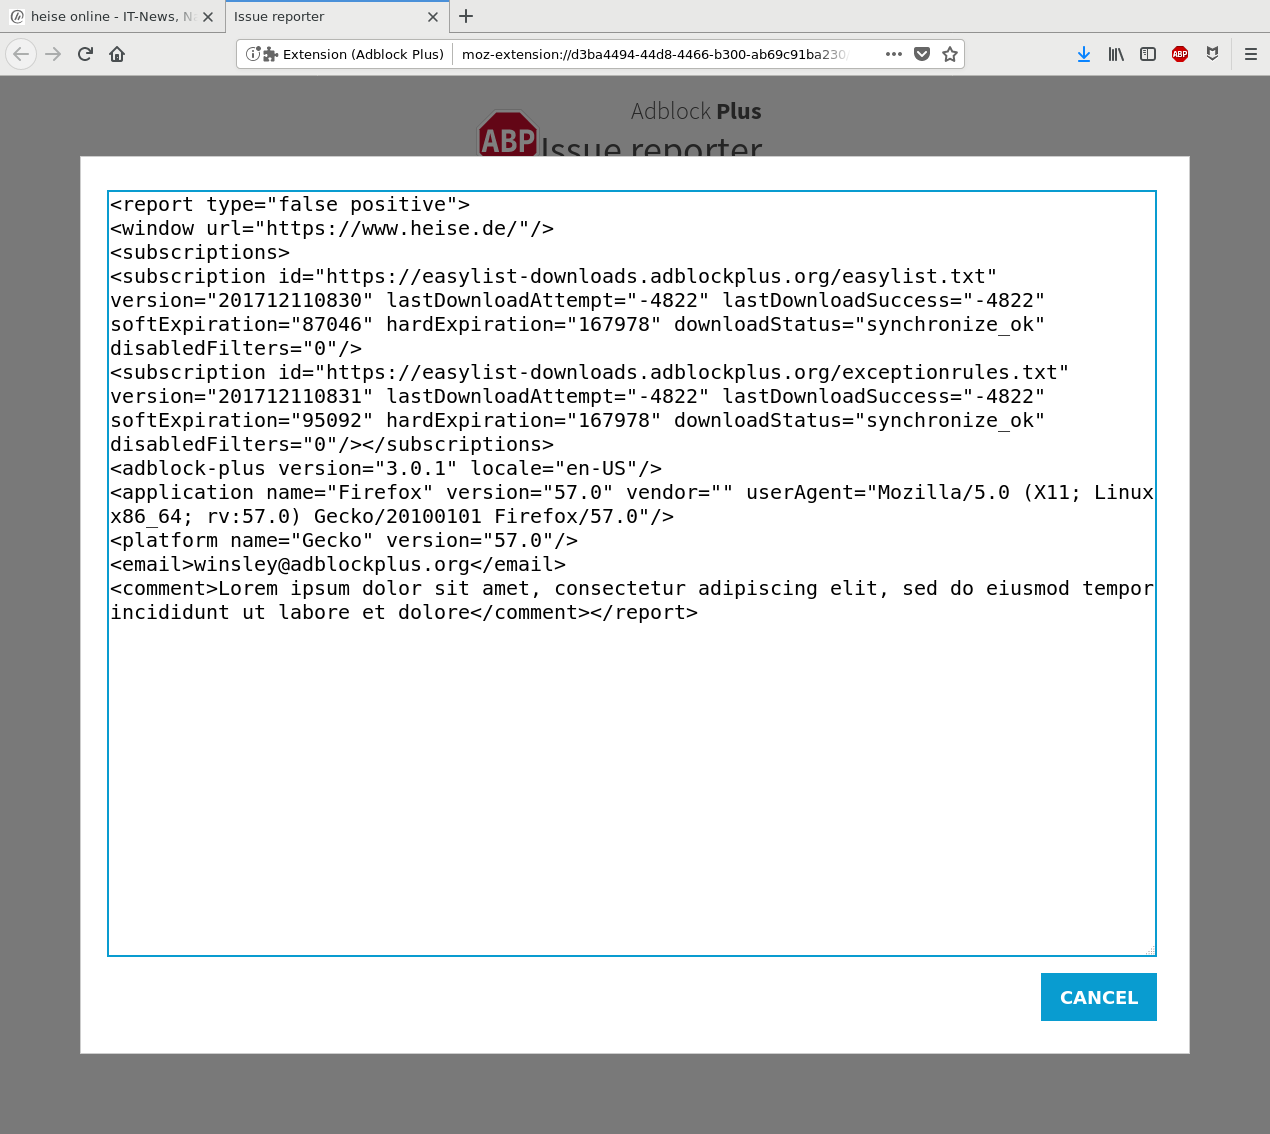 heise online - IT-News, N
Issue reporter
Extension (Adblock Plus)
moz-extension://d3ba4494-44d8-4466-b300-ab69c91ba230/
ABP
Adblock Plus
ABP
Issue reporter
<report type="false positive">
<window url="https://www.heise.de/"/>
<subscriptions>
<subscription id="https://easylist-downloads.adblockplus.org/easylist.txt"
version="201712110830" lastDownloadAttempt="-4822" lastDownloadSuccess="-4822"
softExpiration="87046" hardExpiration="167978" downloadStatus="synchronize_ok"
disabledFilters="0"/>
<subscription id="https://easylist-downloads.adblockplus.org/exceptionrules.txt"
version="201712110831" lastDownloadAttempt="-4822" lastDownloadSuccess="-4822"
softExpiration="95092" hardExpiration="167978" downloadStatus="synchronize_ok"
disabledFilters="0"/></subscriptions>
<adblock-plus version="3.0.1" locale="en-US"/>
<application name="Firefox" version="57.0" vendor="" userAgent="Mozilla/5.0 (X11; Linux
x86_64; rv:57.0) Gecko/20100101 Firefox/57.0"/>
<platform name="Gecko" version="57.0"/>
<email>winsley@adblockplus.org</email>
<comment>Lorem ipsum dolor sit amet, consectetur adipiscing elit, sed do eiusmod tempor
incididunt ut labore et dolore</comment></report>
CANCEL